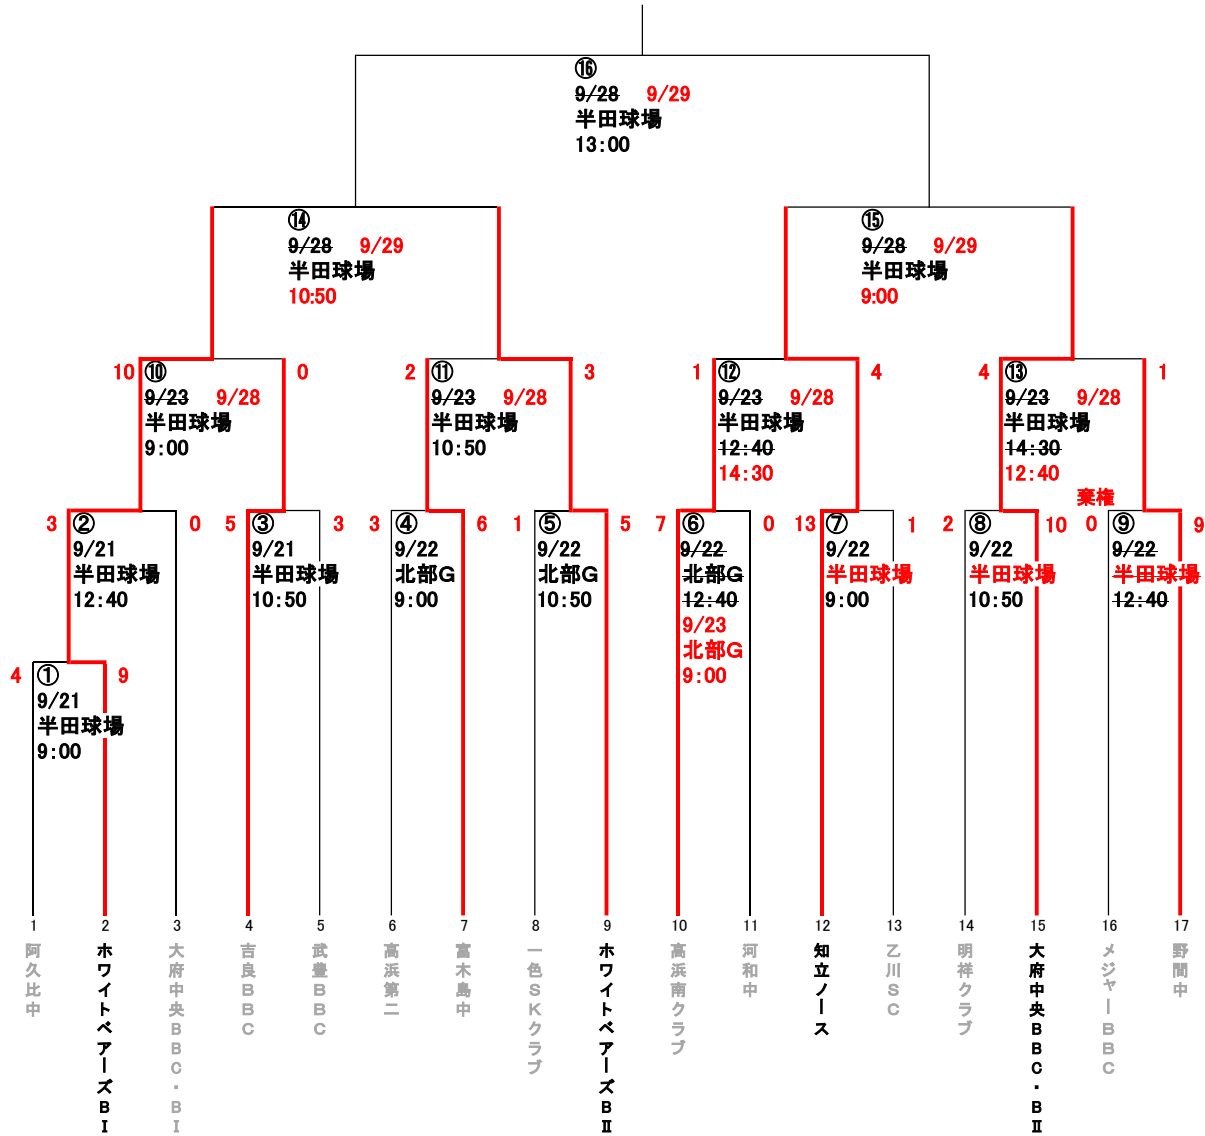 ⑯
9/28 9/29
半田球場
13:00
⑭
9/28 9/29
半田球場
10:50
⑮
9/28 9/29
半田球場
9:00
10 ⑩ 0
9/23 9/28
半田球場
9:00
2 ⑪ 3
9/23 9/28
半田球場
10:50
1 ⑫ 4
9/23 9/28
半田球場
12:40
14:30
4 ⑬ 1
9/23 9/28
半田球場
14:30
12:40
3 ② 0
9/21
半田球場
12:40
5 ③ 3
9/21
半田球場
10:50
3 ④ 6
9/22
北部G
9:00
1 ⑤ 5
9/22
北部G
10:50
7 ⑥ 0
9/22
北部G
12:40
9/23
北部G
9:00
13 ⑦ 1
9/22
半田球場
9:00
2 ⑧ 10
9/22
半田球場
10:50
棄権
0 ⑨ 9
9/22
半田球場
12:40
4 ① 9
9/21
半田球場
9:00
1 2 3 4 5 6 7 8 9 10 11 12 13 14 15 16 17
阿久比中
ホワイトベアーズBⅠ
大府中央BBC・BⅠ
吉良BBC
武豊BBC
高浜第二
富木島中
一色SKクラブ
ホワイトベアーズBⅡ
高浜南クラブ
河和中
知立ノース
乙川SC
明祥クラブ
大府中央BBC・BⅡ
メジャーBBC
野間中